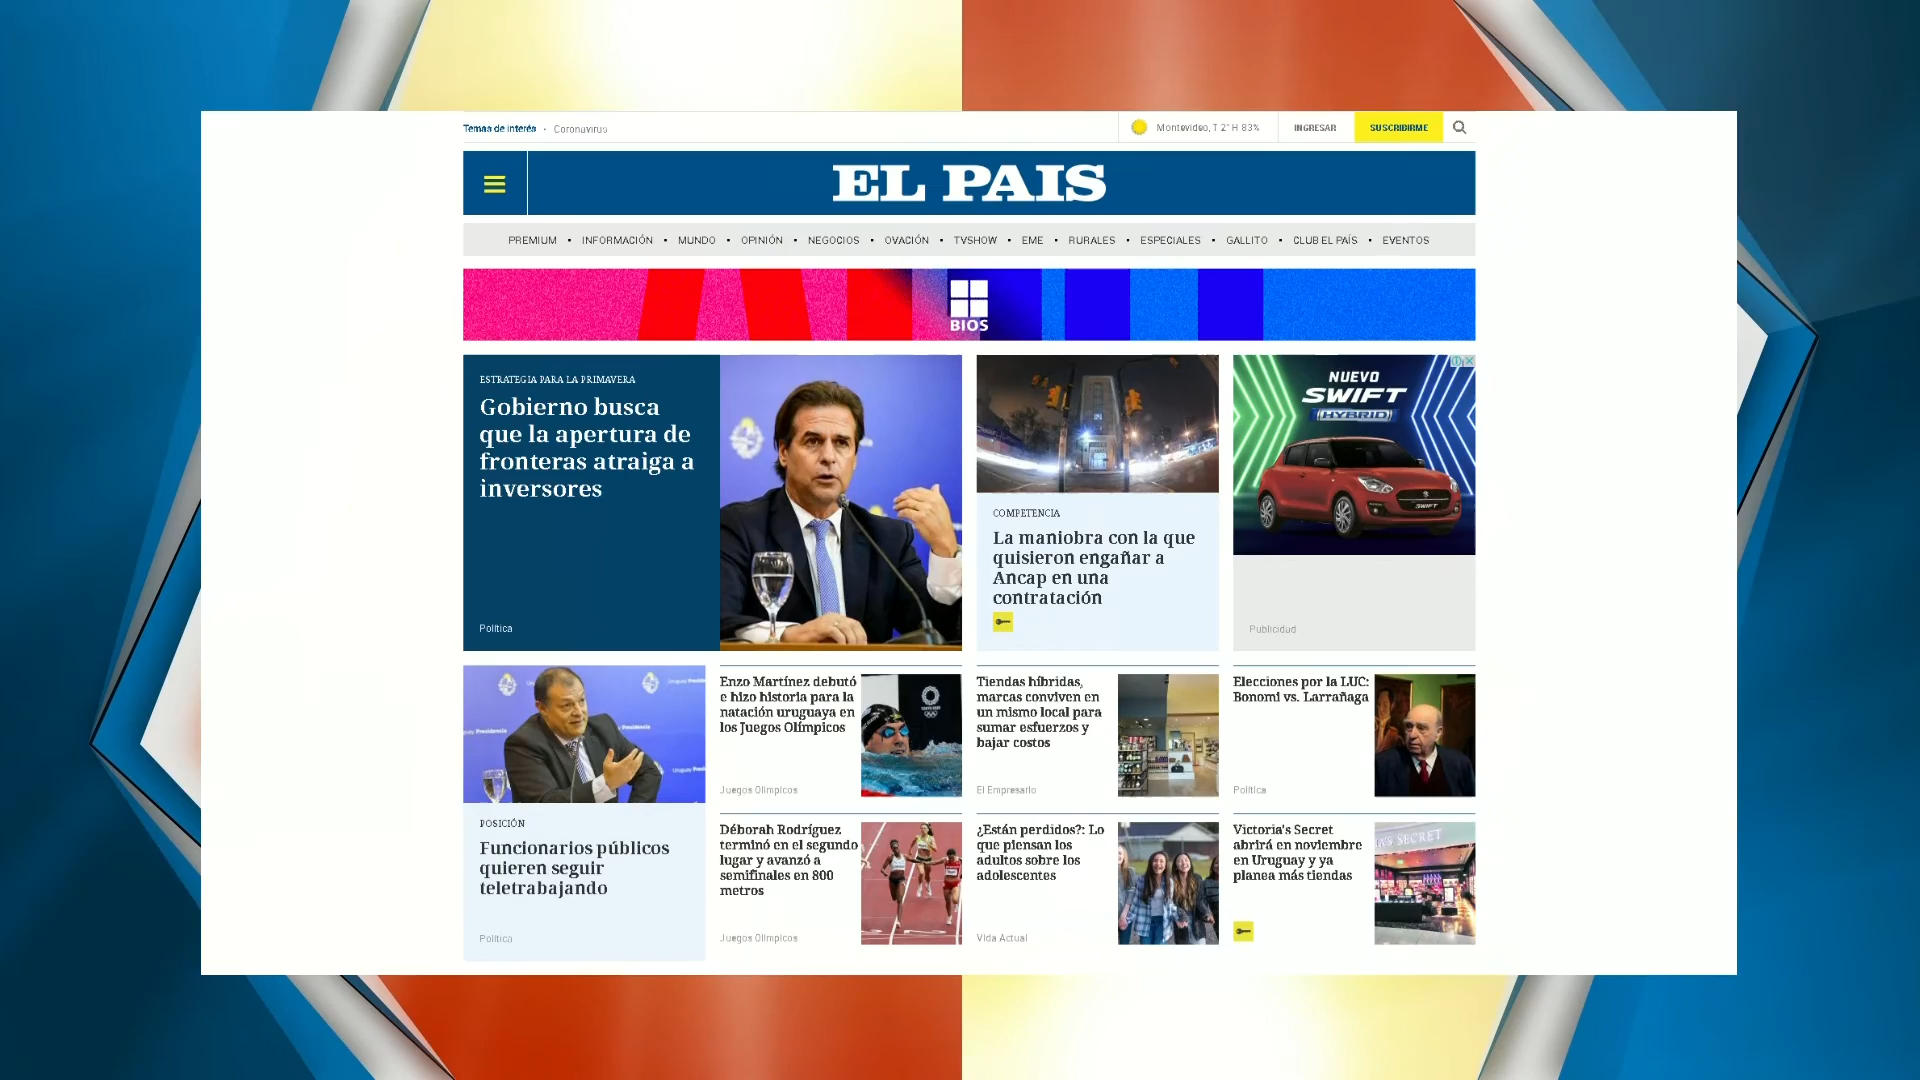 Temas de interés • Coronavirus
Montevideo, T 2° H 83%
INGRESAR
SUSCRIBIRME
EL PAIS
PREMIUM • INFORMACIÓN • MUNDO • OPINIÓN • NEGOCIOS • OVACIÓN • TVSHOW • EME • RURALES • ESPECIALES • GALLITO • CLUB EL PAÍS • EVENTOS
BIOS
ESTRATEGIA PARA LA PRIMAVERA
Gobierno busca
que la apertura de
fronteras atraiga a
inversores
Política
COMPETENCIA
La maniobra con la que
quisieron engañar a
Ancap en una
contratación
NUEVO
SWIFT
HYBRID
SWIFT
Publicidad
Uruguay Presidencia
POSICIÓN
Funcionarios públicos
quieren seguir
teletrabajando
Política
Enzo Martínez debutó
e hizo historia para la
natación uruguaya en
los Juegos Olímpicos
Juegos Olímpicos
Tiendas híbridas,
marcas conviven en
un mismo local para
sumar esfuerzos y
bajar costos
El Empresario
Elecciones por la LUC:
Bonomi vs. Larrañaga
Política
Déborah Rodríguez
terminó en el segundo
lugar y avanzó a
semifinales en 800
metros
Juegos Olímpicos
¿Están perdidos?: Lo
que piensan los
adultos sobre los
adolescentes
Vida Actual
Victoria's Secret
abrirá en noviembre
en Uruguay y ya
planea más tiendas
SECRET